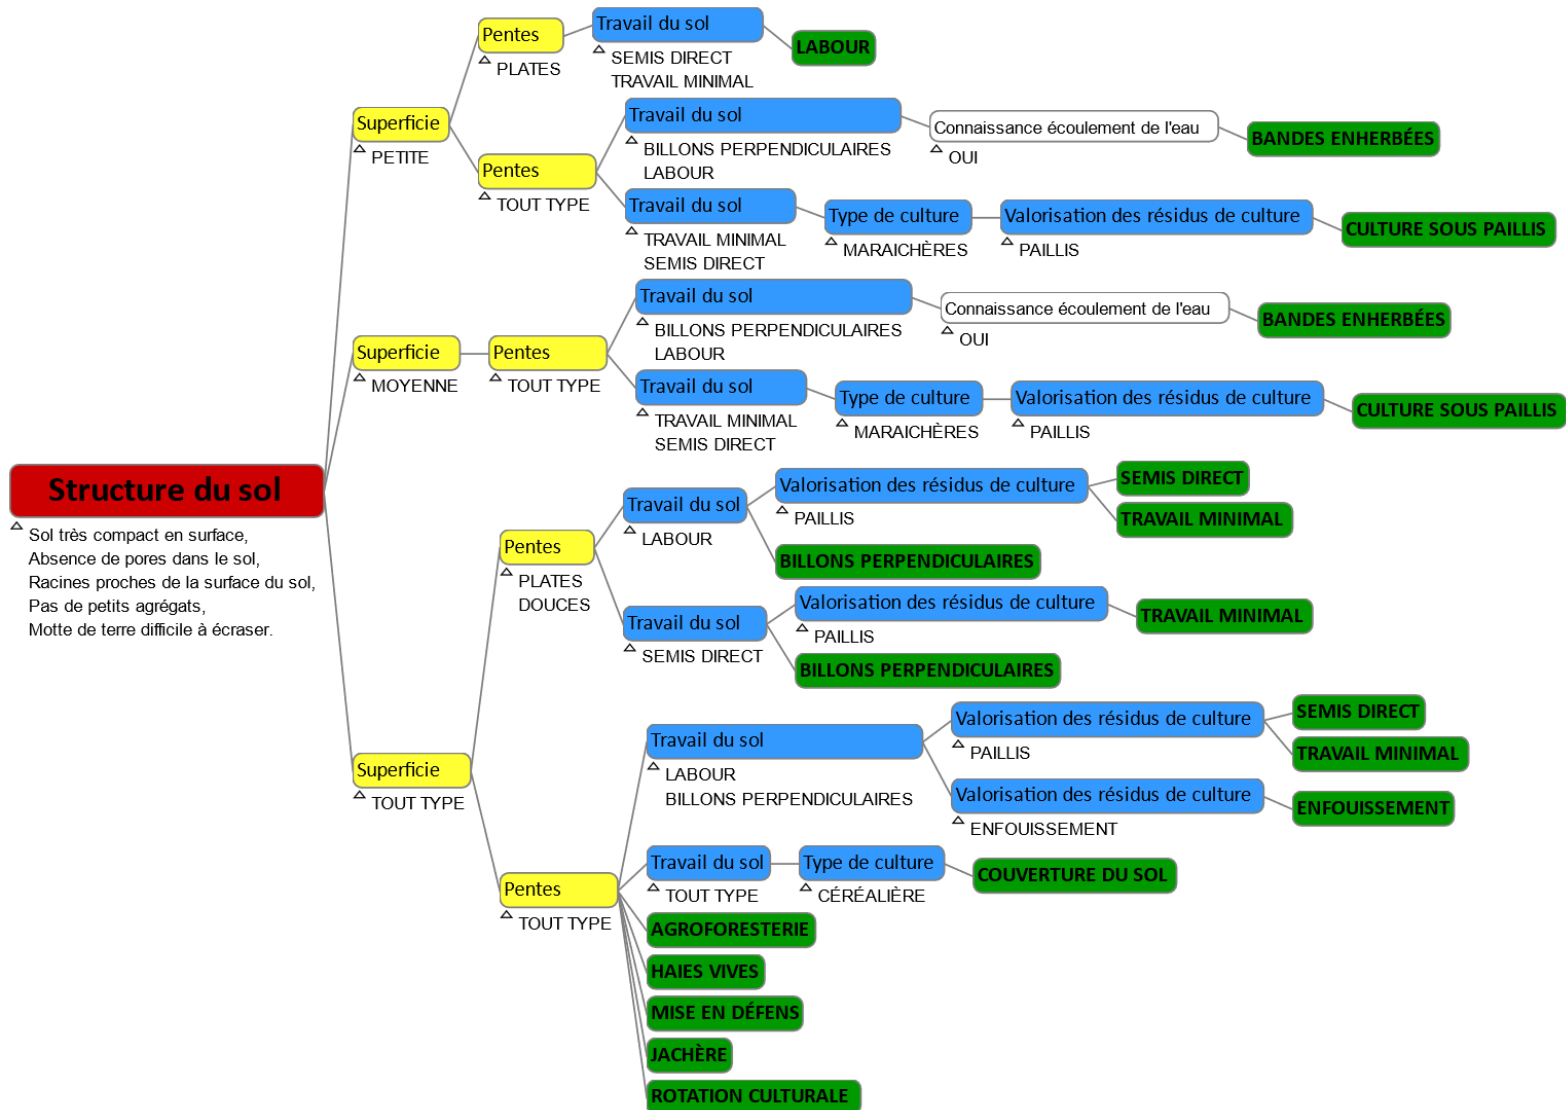 Structure du sol
Sol très compact en surface,
Absence de pores dans le sol,
Racines proches de la surface du sol,
Pas de petits agrégats,
Motte de terre difficile à écraser.
Superficie
PETITE
Pentes
PLATES
Travail du sol
SEMIS DIRECT
TRAVAIL MINIMAL
LABOUR
Pentes
TOUT TYPE
Travail du sol
BILLONS PERPENDICULAIRES
LABOUR
Connaissance écoulement de l'eau
OUI
BANDES ENHERBÉES
Travail du sol
TRAVAIL MINIMAL
SEMIS DIRECT
Type de culture
MARAICHÈRES
Valorisation des résidus de culture
PAILLIS
CULTURE SOUS PAILLIS
Superficie
MOYENNE
Pentes
TOUT TYPE
Travail du sol
BILLONS PERPENDICULAIRES
LABOUR
Connaissance écoulement de l'eau
OUI
BANDES ENHERBÉES
Travail du sol
TRAVAIL MINIMAL
SEMIS DIRECT
Type de culture
MARAICHÈRES
Valorisation des résidus de culture
PAILLIS
CULTURE SOUS PAILLIS
Superficie
TOUT TYPE
Pentes
PLATES
DOUCES
Travail du sol
LABOUR
Valorisation des résidus de culture
PAILLIS
SEMIS DIRECT
TRAVAIL MINIMAL
BILLONS PERPENDICULAIRES
Travail du sol
SEMIS DIRECT
Valorisation des résidus de culture
PAILLIS
TRAVAIL MINIMAL
BILLONS PERPENDICULAIRES
Pentes
TOUT TYPE
Travail du sol
LABOUR
BILLONS PERPENDICULAIRES
Valorisation des résidus de culture
PAILLIS
SEMIS DIRECT
TRAVAIL MINIMAL
Valorisation des résidus de culture
ENFOUISSEMENT
ENFOUISSEMENT
Travail du sol
TOUT TYPE
Type de culture
CÉRÉALIÈRE
COUVERTURE DU SOL
AGROFORESTERIE
HAIES VIVES
MISE EN DÉFENS
JACHÈRE
ROTATION CULTURALE